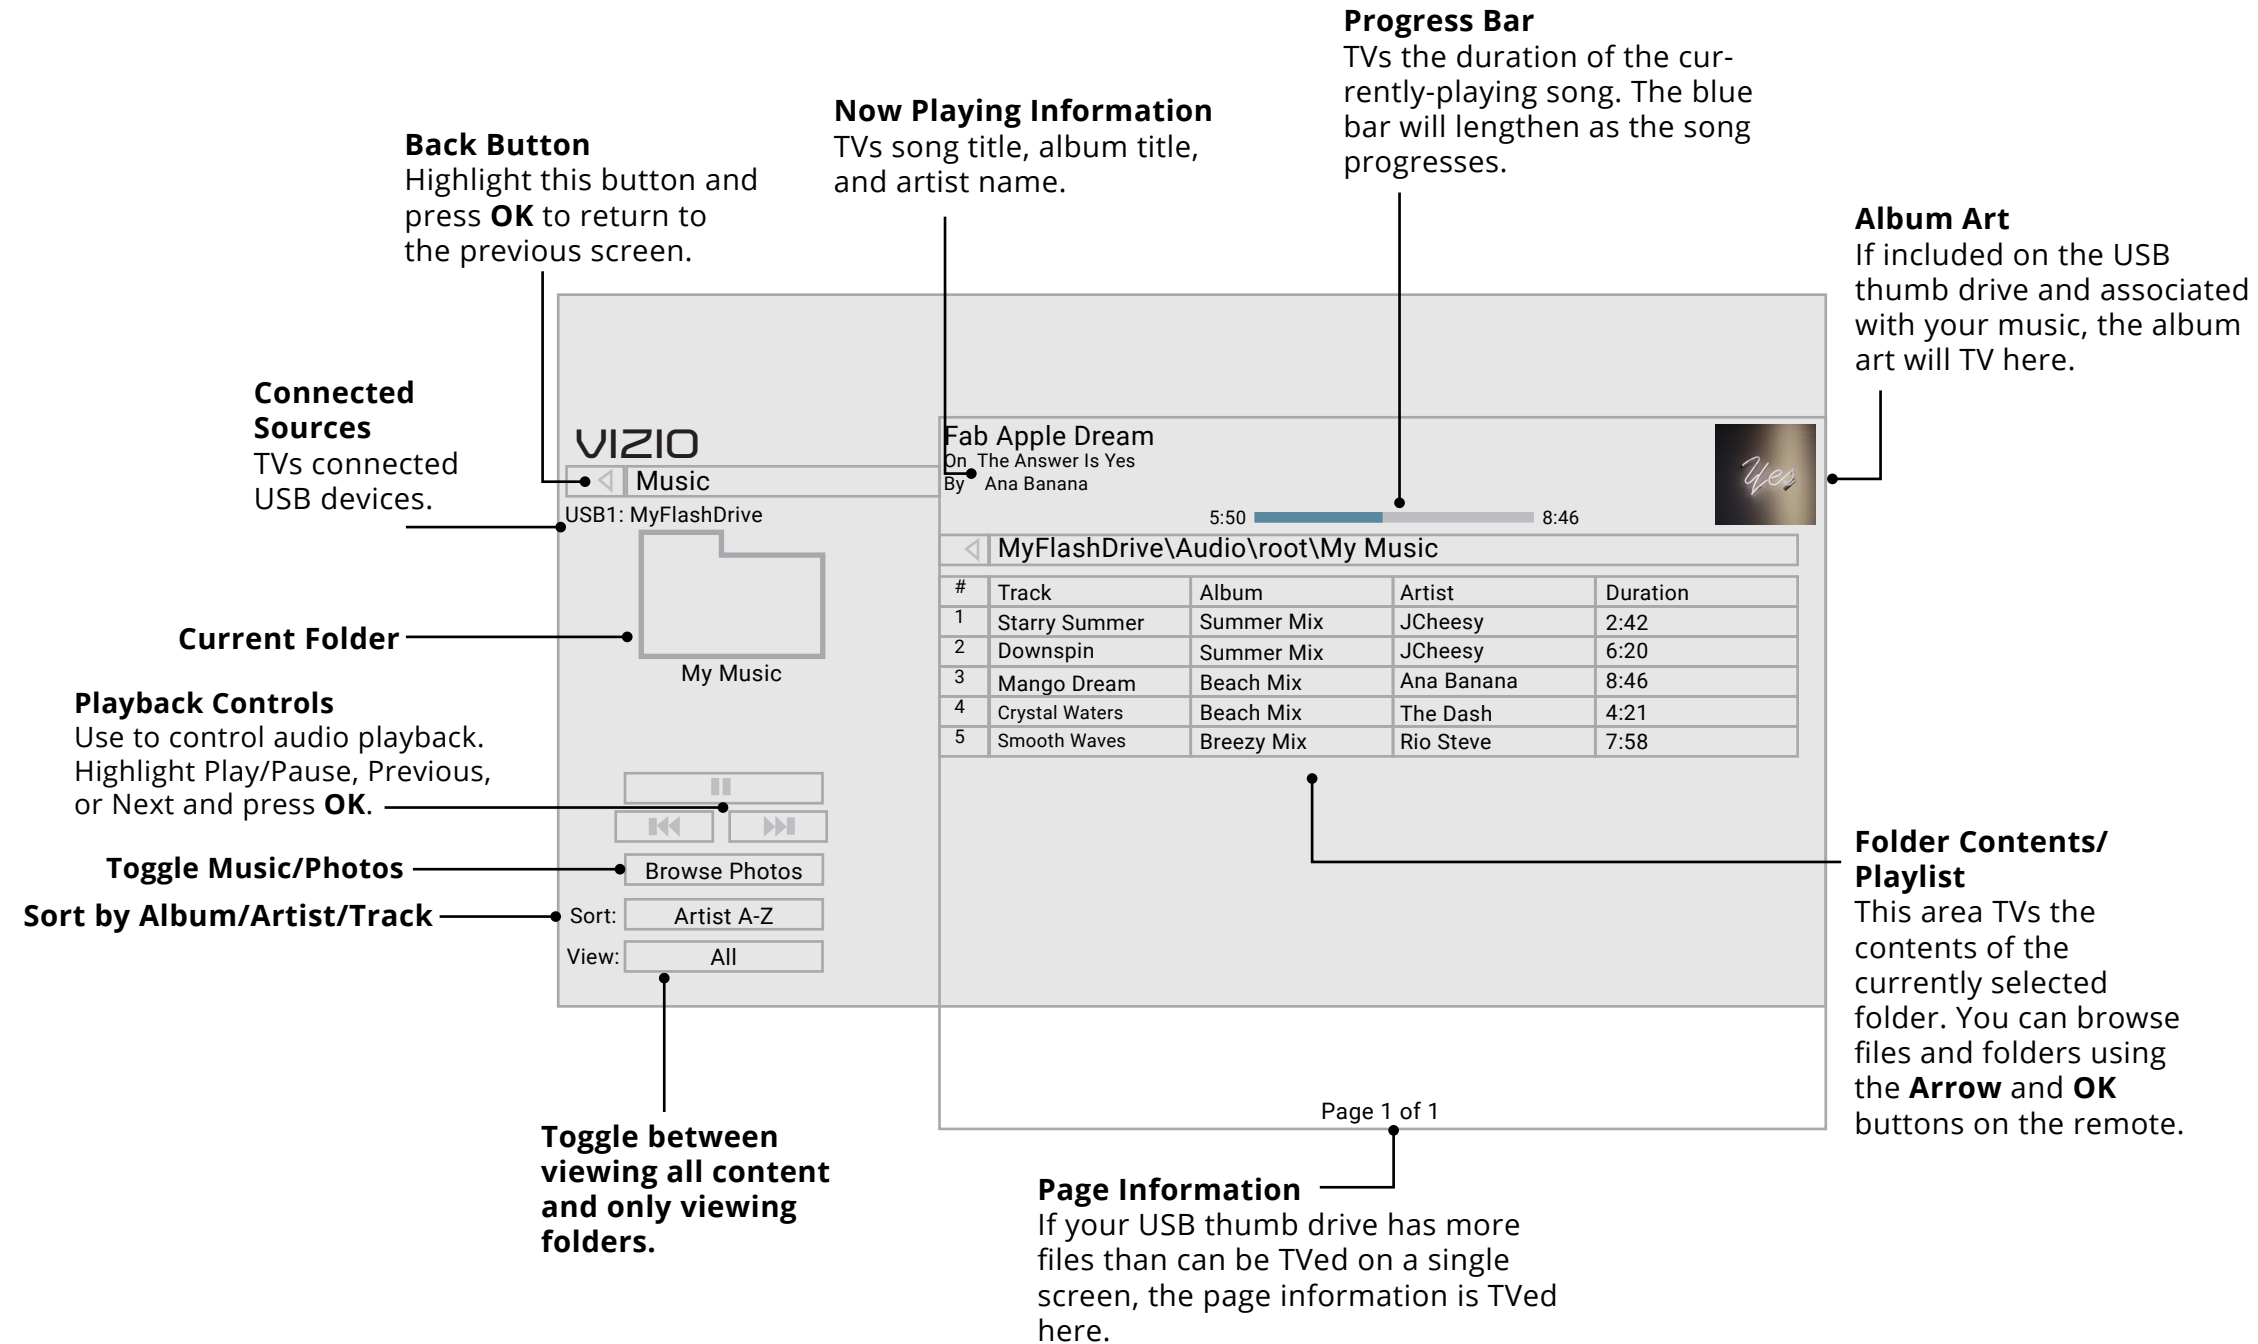 Progress Bar
TVs the duration of the cur-
rently-playing song. The blue
bar will lengthen as the song
progresses.
Now Playing Information
TVs song title, album title,
and artist name.
Back Button
Highlight this button and
press OK to return to
the previous screen.
Album Art
If included on the USB
thumb drive and associated
with your music, the album
art will TV here.
Connected
Sources
TVs connected
USB devices.
VIZIO
Music
USB1: MyFlashDrive
My Music
Fab Apple Dream
On The Answer Is Yes
By Ana Banana
Yes
5:50 8:46
MyFlashDrive\Audio\root\My Music
# Track Album Artist Duration
1 Starry Summer Summer Mix JCheesy 2:42
2 Downspin Summer Mix JCheesy 6:20
3 Mango Dream Beach Mix Ana Banana 8:46
4 Crystal Waters Beach Mix The Dash 4:21
5 Smooth Waves Breezy Mix Rio Steve 7:58
Current Folder
Playback Controls
Use to control audio playback.
Highlight Play/Pause, Previous,
or Next and press OK.
Toggle Music/Photos
Browse Photos
Sort by Album/Artist/Track
Sort: Artist A-Z
View: All
Folder Contents/
Playlist
This area TVs the
contents of the
currently selected
folder. You can browse
files and folders using
the Arrow and OK
buttons on the remote.
Page 1 of 1
Toggle between
viewing all content
and only viewing
folders.
Page Information
If your USB thumb drive has more
files than can be TVed on a single
screen, the page information is TVed
here.